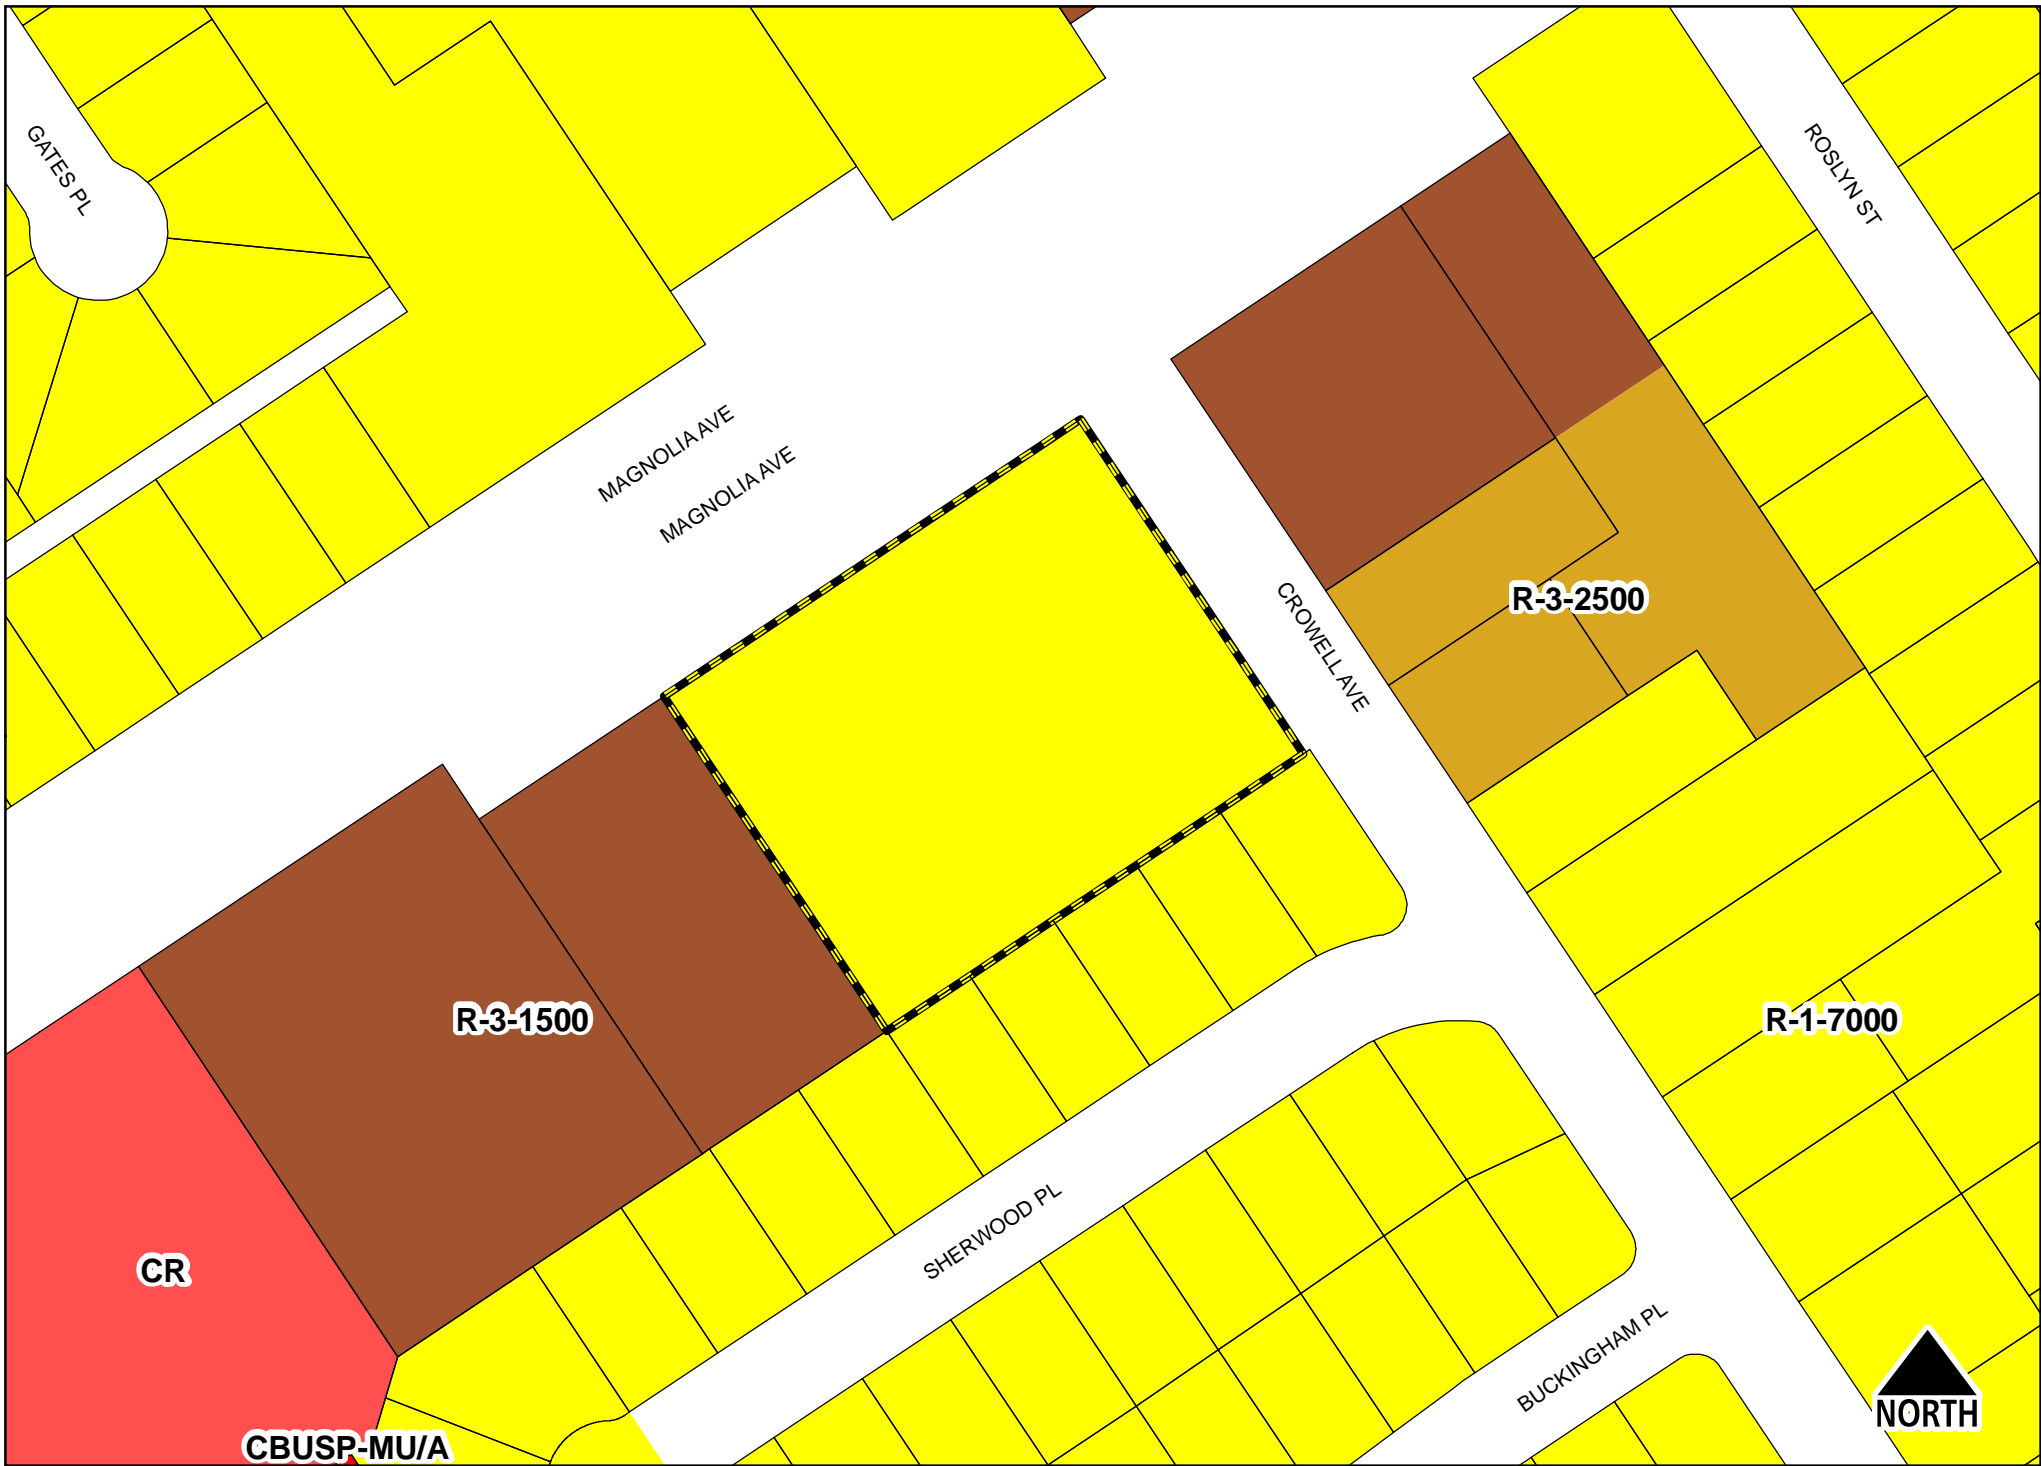 GATES PL
ROSLYN ST
MAGNOLIA AVE
MAGNOLIA AVE
CROWELL AVE
R-3-2500
R-3-1500
R-1-7000
SHERWOOD PL
CR
BUCKINGHAM PL
NORTH
CBUSP-MU/A